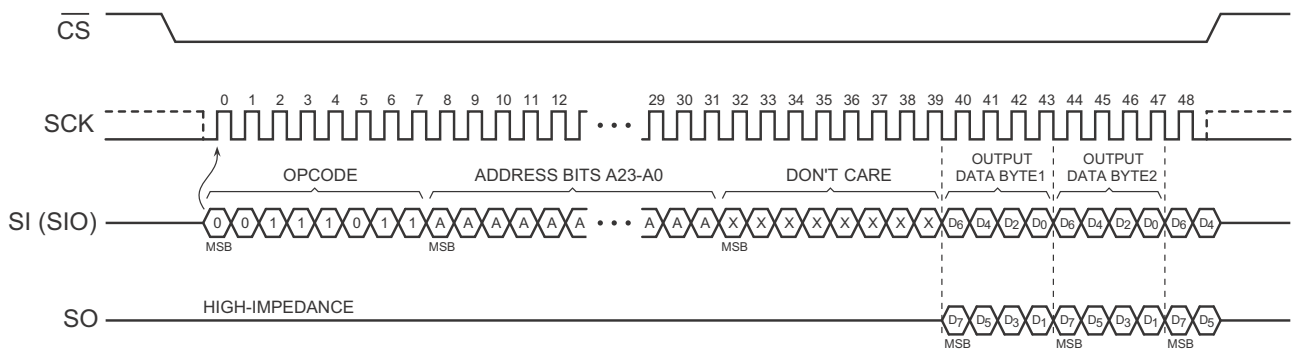 CS
0 1 2 3 4 5 6 7 8 9 10 11 12 29 30 31 32 33 34 35 36 37 38 39 40 41 42 43 44 45 46 47 48
SCK
• • •
OPCODE
ADDRESS BITS A23-A0
DON'T CARE
OUTPUT
DATA BYTE1
OUTPUT
DATA BYTE2
SI (SIO)
0 0 1 1 1 0 1 1 A A A A A A • • • A A A X X X X X X X X D6 D4 D2 D0 D6 D4 D2 D0 D6 D4
MSB MSB MSB
HIGH-IMPEDANCE
SO
D7 D5 D3 D1 D7 D5 D3 D1 D7 D5
MSB MSB MSB